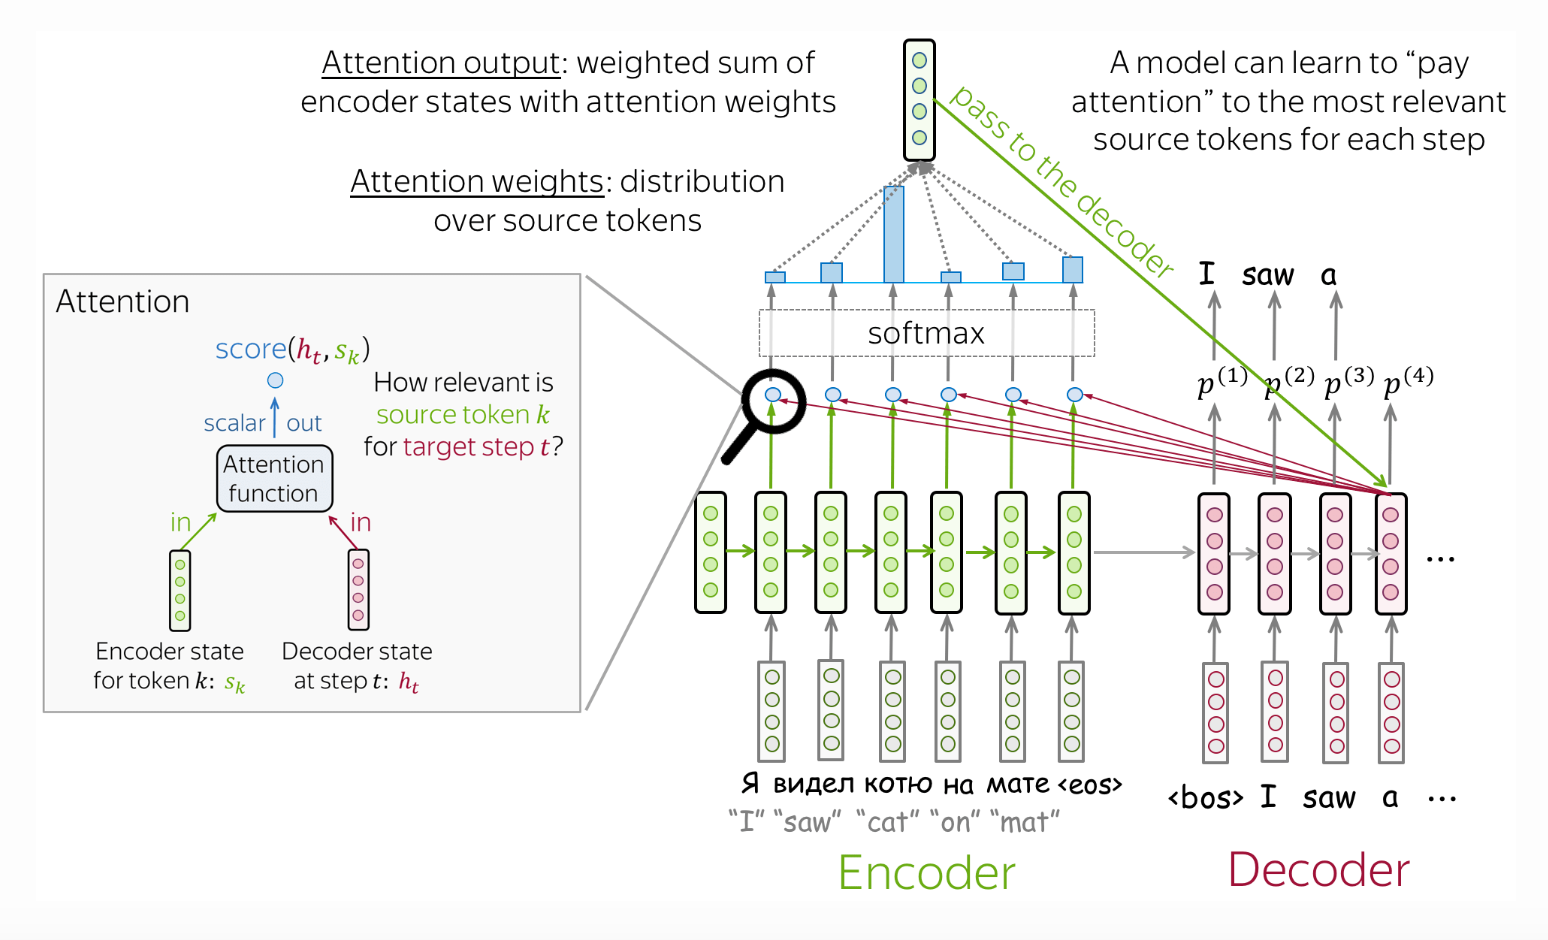 Attention output: weighted sum of
encoder states with attention weights
A model can learn to “pay
attention” to the most relevant
source tokens for each step
pass to the decoder
Attention weights: distribution
over source tokens
I saw a
Attention
softmax
score(hₜ, sₖ)
How relevant is
source token k
for target step t?
p⁽¹⁾ p⁽²⁾ p⁽³⁾ p⁽⁴⁾
scalar out
Attention
function
in in
Encoder state
for token k: sₖ
Decoder state
at step t: hₜ
...
Я видел котю на мате <eos>
“I” “saw” “cat” “on” “mat”
<bos> I saw a ...
Encoder
Decoder